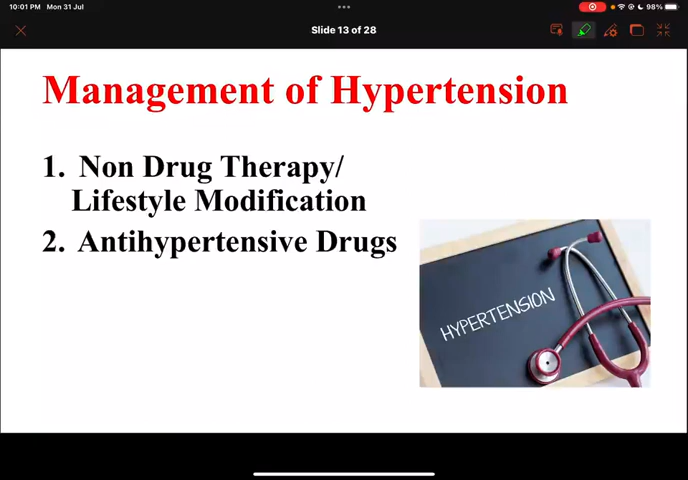 10:01 PM Mon 31 Jul
98%
Slide 13 of 28
Management of Hypertension
1. Non Drug Therapy/
Lifestyle Modification
2. Antihypertensive Drugs
HYPERTENSION